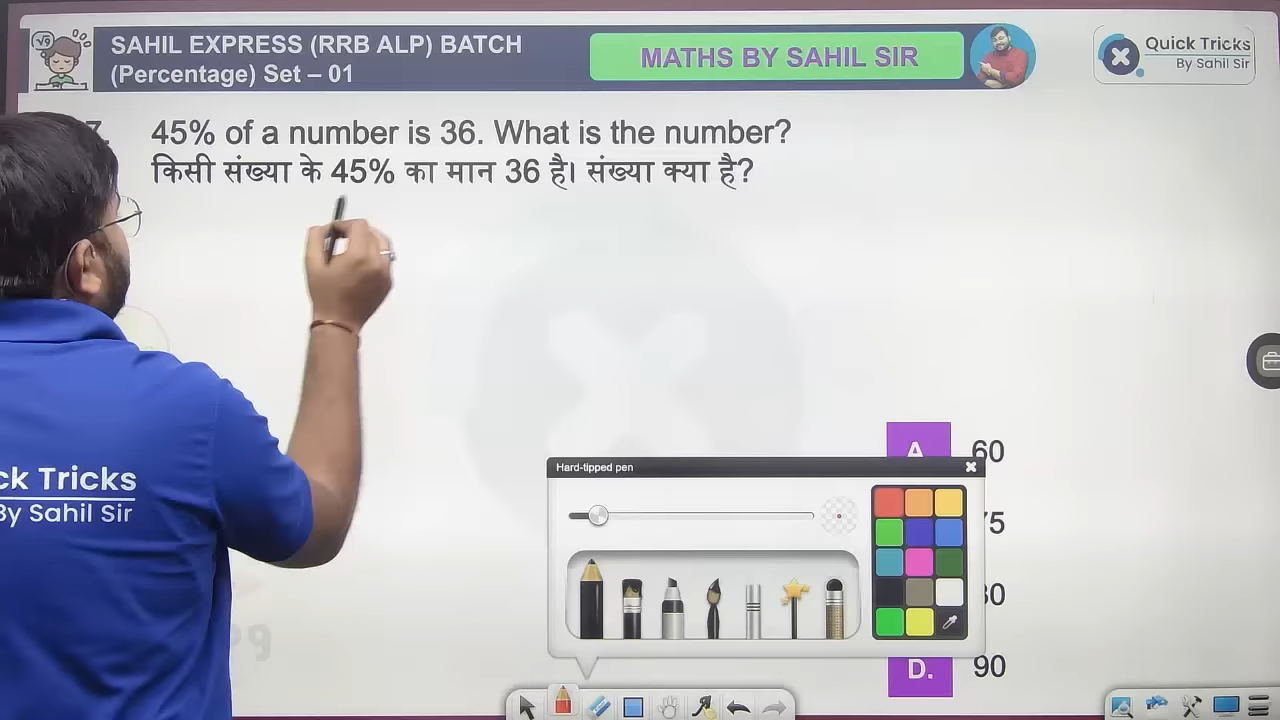 SAHIL EXPRESS (RRB ALP) BATCH
(Percentage) Set – 01
MATHS BY SAHIL SIR
Quick Tricks
By Sahil Sir
√9
45% of a number is 36. What is the number?
किसी संख्या के 45% का मान 36 है। संख्या क्या है?
A. 60
Hard-tipped pen
D. 90
ck Tricks
By Sahil Sir